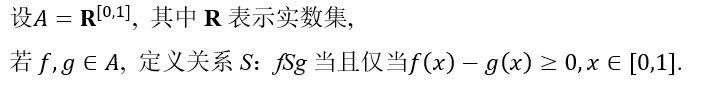 设A = R^[0,1], 其中 R 表示实数集,
若 f, g ∈ A, 定义关系 S：fSg 当且仅当f(x) − g(x) ≥ 0, x ∈ [0,1].